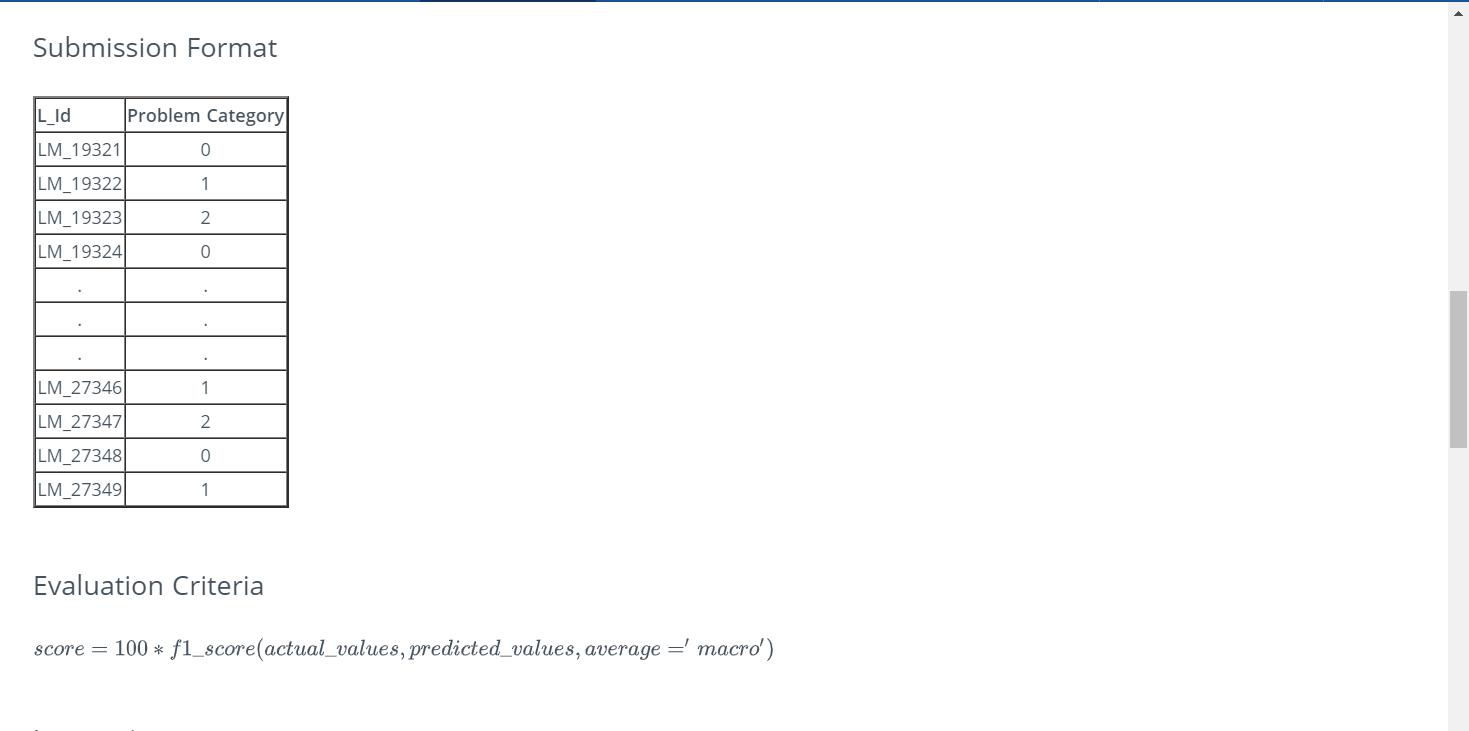 Submission Format
L_Id Problem Category
LM_19321 0
LM_19322 1
LM_19323 2
LM_19324 0
. .
. .
. .
LM_27346 1
LM_27347 2
LM_27348 0
LM_27349 1
Evaluation Criteria
score = 100 * f1_score(actual_values, predicted_values, average =' macro')